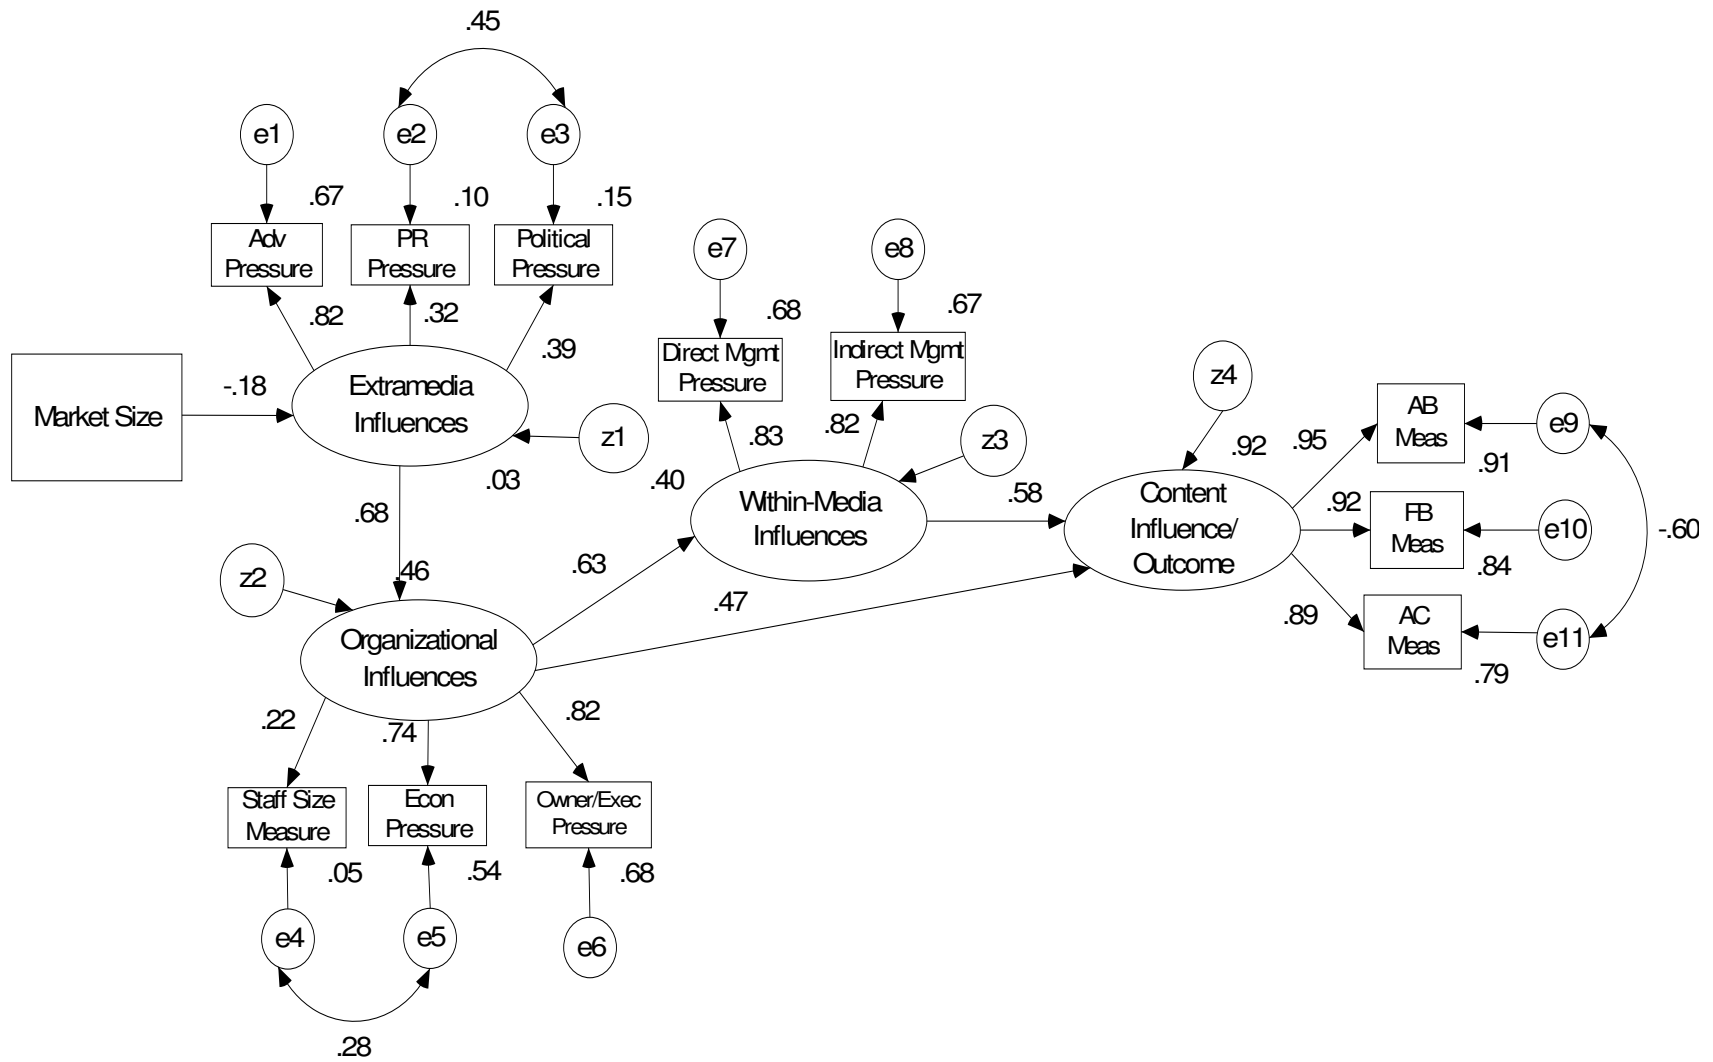 .45
e1
e2
e3
.67
.10
.15
Adv
Pressure
PR
Pressure
Political
Pressure
e7
e8
.82
.32
.39
.68
.67
Direct Mgmt
Pressure
Indirect Mgmt
Pressure
Market Size
-.18
Extramedia
Influences
z1
.03
.83
.82
z3
z4
.40
Within-Media
Influences
.58
.92
.95
AB
Meas
e9
.91
Content
Influence/
Outcome
.92
FB
Meas
e10
.84
-.60
.89
AC
Meas
e11
.79
.68
z2
.46
.63
.47
Organizational
Influences
.22
.74
.82
Staff Size
Measure
Econ
Pressure
Owner/Exec
Pressure
.05
.54
.68
e4
e5
e6
.28